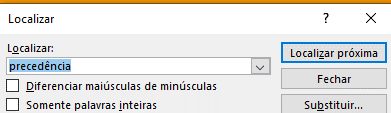 Localizar ? ×
Localizar:
Localizar próxima
precedência
Fechar
Diferenciar maiúsculas de minúsculas
Somente palavras inteiras
Substituir...